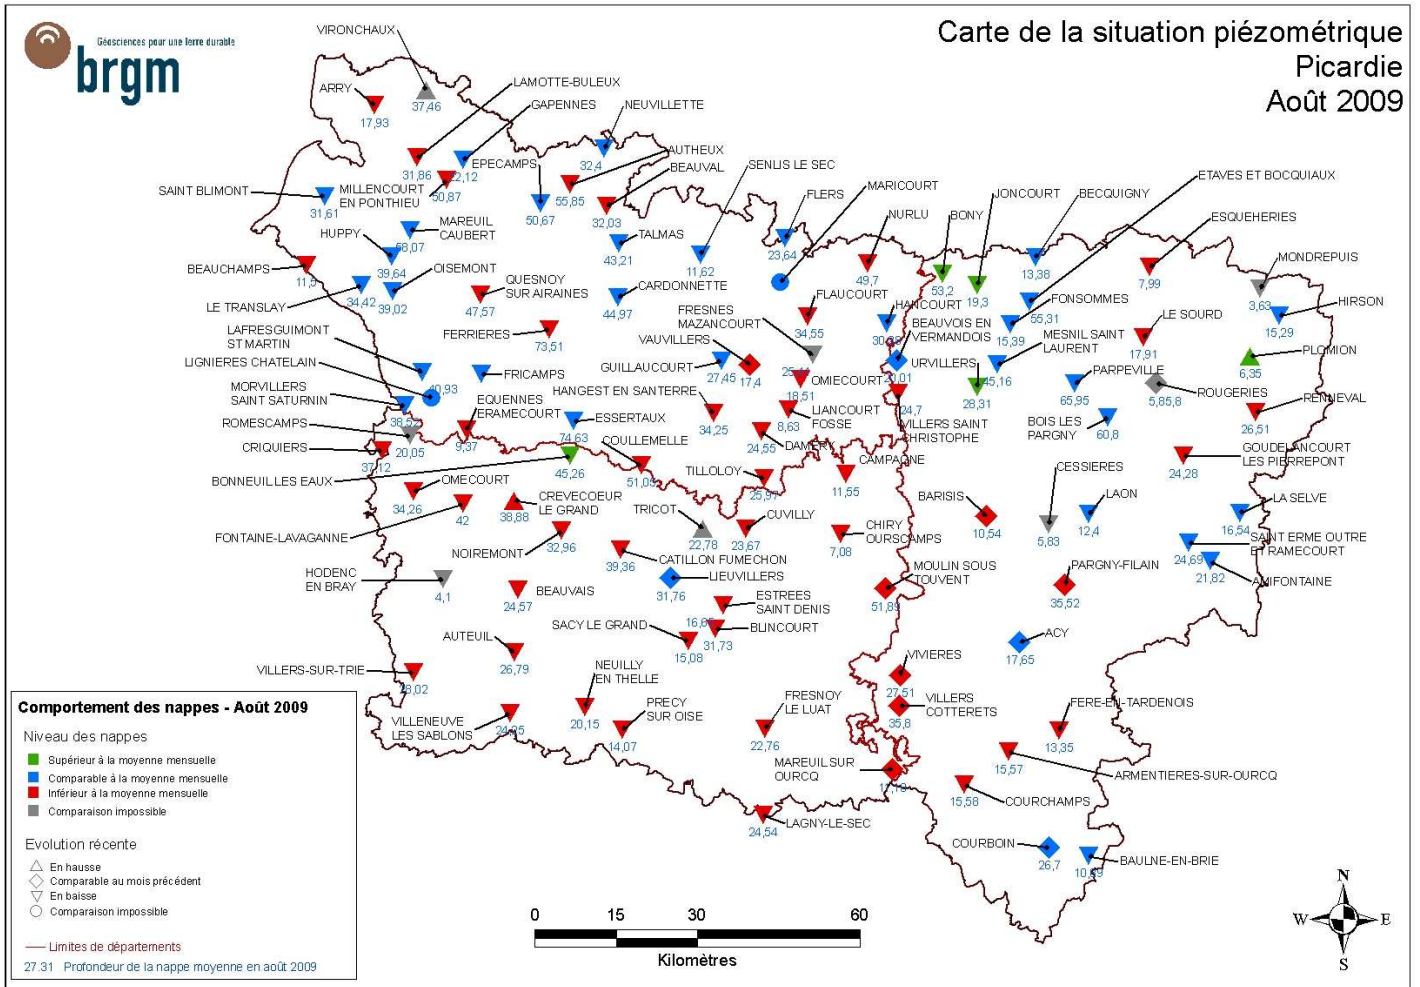 Géosciences pour une terre durable
brgm
Carte de la situation piézométrique
Picardie
Août 2009
VIRONCHAUX
37,46
ARRY
17,93
LAMOTTE-BULEUX
31,86
GAPENNES
NEUVILLETTE
32,4
EPECAMPS
50,67
AUTHEUX
55,85
BEAUVAL
32,03
SENLIS LE SEC
11,62
FLERS
23,64
MARICOURT
NURLU
49,7
BONY
53,2
JONCOURT
19,3
BECQUIGNY
13,38
ETAVES ET BOCQUIAUX
55,31
ESQUEHERIES
7,99
MONDREPUIS
3,63
HIRSON
15,29
SAINT BLIMONT
31,61
MILLENCOURT
EN PONTHIEU
50,87
MAREUIL
CAUBERT
HUPPY
39,64
TALMAS
43,21
BEAUCHAMPS
11,5
OISEMONT
39,02
LE TRANSLAY
34,42
QUESNOY
SUR AIRAINES
47,57
CARDONNETTE
44,97
FRESNES
MAZANCOURT
FLAUCOURT
34,55
HANCOURT
BEAUVOIS EN
VERMANDOIS
FONSOMMES
15,39
MESNIL SAINT
LAURENT
45,16
LE SOURD
17,91
PLOMION
6,35
LAFRESGUIMONT
ST MARTIN
40,93
FERRIERES
73,51
VAUVILLERS
17,4
LIGNIERES CHATELAIN
FRICAMPS
GUILLAUCOURT
27,45
OMIECOURT
18,51
URVILLERS
28,31
PARPEVILLE
65,95
ROUGERIES
5,85,8
RENNEVAL
26,51
MORVILLERS
SAINT SATURNIN
38,52
HANGEST EN SANTERRE
34,25
EQUENNES
ERAMECOURT
9,37
ESSERTAUX
74,63
LIANCOURT
FOSSE
8,63
VILLERS SAINT
CHRISTOPHE
24,7
BOIS LES
PARGNY
60,8
ROMESCAMPS
20,05
CRIQUIERS
37,12
COULLEMELLE
51,05
DAMERY
24,55
GOUDELANCOURT
LES PIERREPONT
24,28
BONNEUIL LES EAUX
45,26
TILLOLOY
25,97
CAMPAGNE
11,55
CESSIERES
5,83
OMECOURT
34,26
CREVECOEUR
LE GRAND
38,88
BARISIS
10,54
LAON
12,4
LA SELVE
16,54
FONTAINE-LAVAGANNE
42
TRICOT
22,78
CUVILLY
23,67
CHIRY
OURSCAMPS
7,08
SAINT ERME OUTRE
ET RAMECOURT
24,69
NOIREMONT
32,96
CATILLON FUMECHON
39,36
LIEUVILLERS
31,76
MOULIN SOUS
TOUVENT
51,89
PARGNY-FILAIN
35,52
AMIFONTAINE
21,82
HODENC
EN BRAY
4,1
BEAUVAIS
24,57
ESTREES
SAINT DENIS
SACY LE GRAND
15,08
BLINCOURT
31,73
ACY
17,65
AUTEUIL
26,79
VILLERS-SUR-TRIE
NEUILLY
EN THELLE
20,15
VIVIERES
27,51
VILLERS
COTTERETS
35,8
VILLENEUVE
LES SABLONS
PRECY
SUR OISE
14,07
FRESNOY
LE LUAT
22,76
FERE-EN-TARDENOIS
13,35
MAREUIL SUR
OURCQ
ARMENTIERES-SUR-OURCQ
15,57
COURCHAMPS
15,58
LAGNY-LE-SEC
24,54
COURBOIN
26,7
BAULNE-EN-BRIE
Comportement des nappes - Août 2009
Niveau des nappes
Supérieur à la moyenne mensuelle
Comparable à la moyenne mensuelle
Inférieur à la moyenne mensuelle
Comparaison impossible
Evolution récente
En hausse
Comparable au mois précédent
En baisse
Comparaison impossible
Limites de départements
27.31 Profondeur de la nappe moyenne en août 2009
0 15 30 60
Kilomètres
N
W E
S